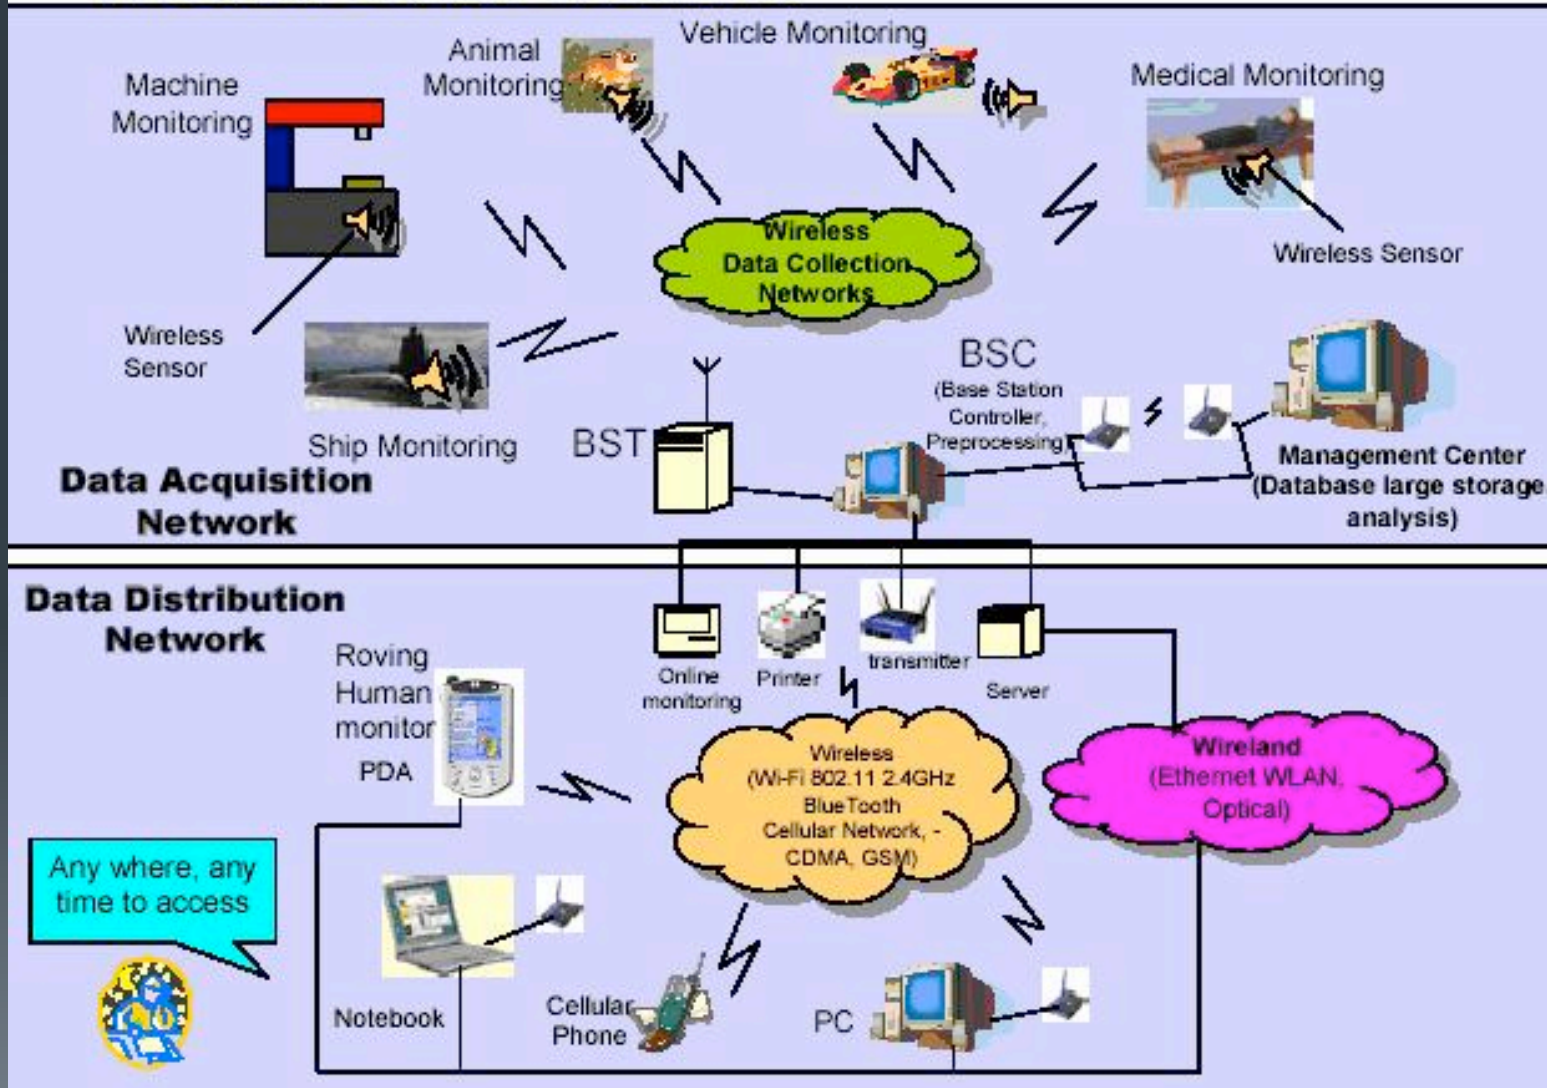 Vehicle Monitoring
Animal
Monitoring
Machine
Monitoring
Medical Monitoring
Wireless
Data Collection
Networks
Wireless Sensor
Wireless
Sensor
Ship Monitoring
BST
BSC
(Base Station
Controller,
Preprocessing)
Management Center
(Database large storage,
analysis)
Data Acquisition
Network
Data Distribution
Network
Online
monitoring
Printer
transmitter
Server
Roving
Human
monitor
PDA
Wireless
(Wi-Fi 802.11 2.4GHz
BlueTooth
Cellular Network, -
CDMA, GSM)
Wireland
(Ethernet WLAN,
Optical)
Any where, any
time to access
Notebook
Cellular
Phone
PC